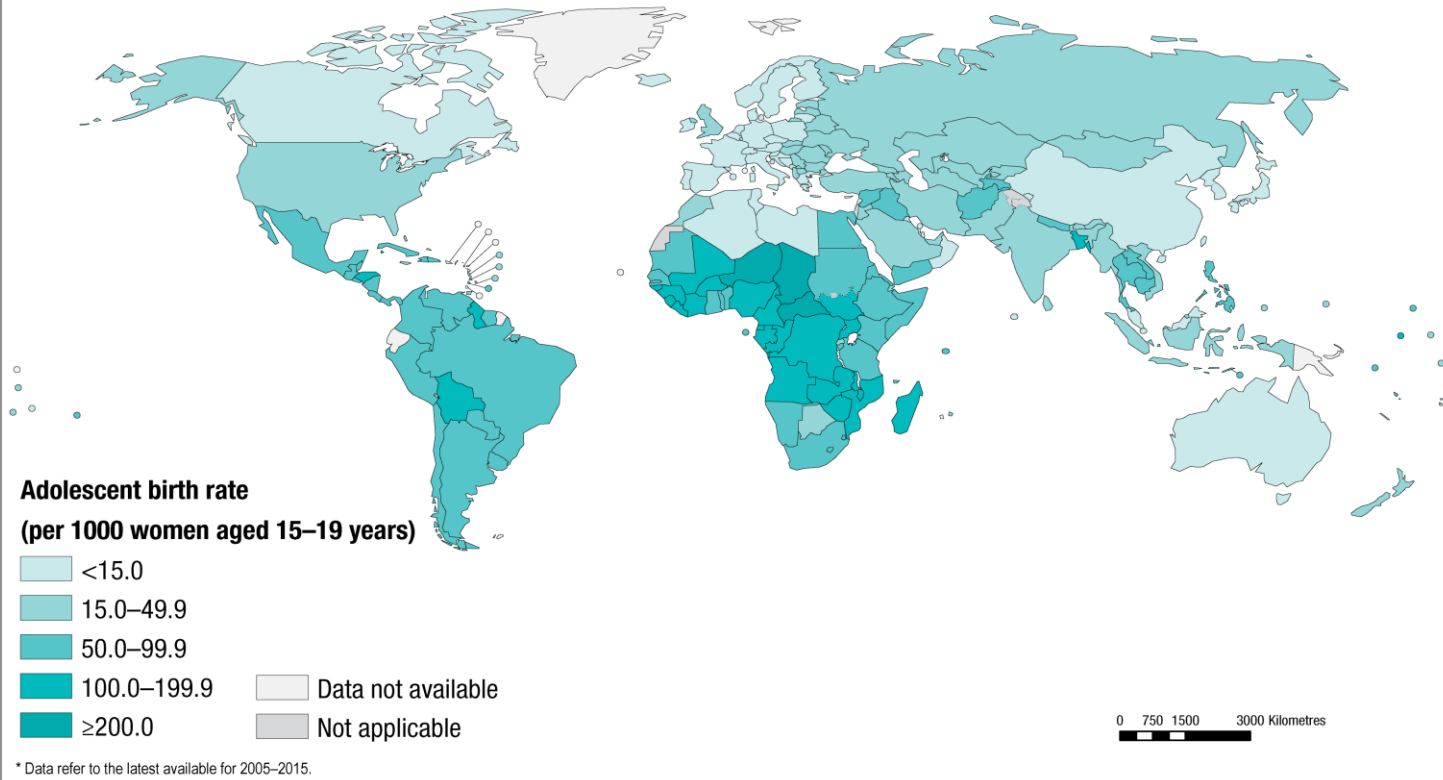 Adolescent birth rate
(per 1000 women aged 15–19 years)
<15.0
15.0–49.9
50.0–99.9
100.0–199.9
≥200.0
Data not available
Not applicable
0 750 1500 3000 Kilometres
* Data refer to the latest available for 2005–2015.